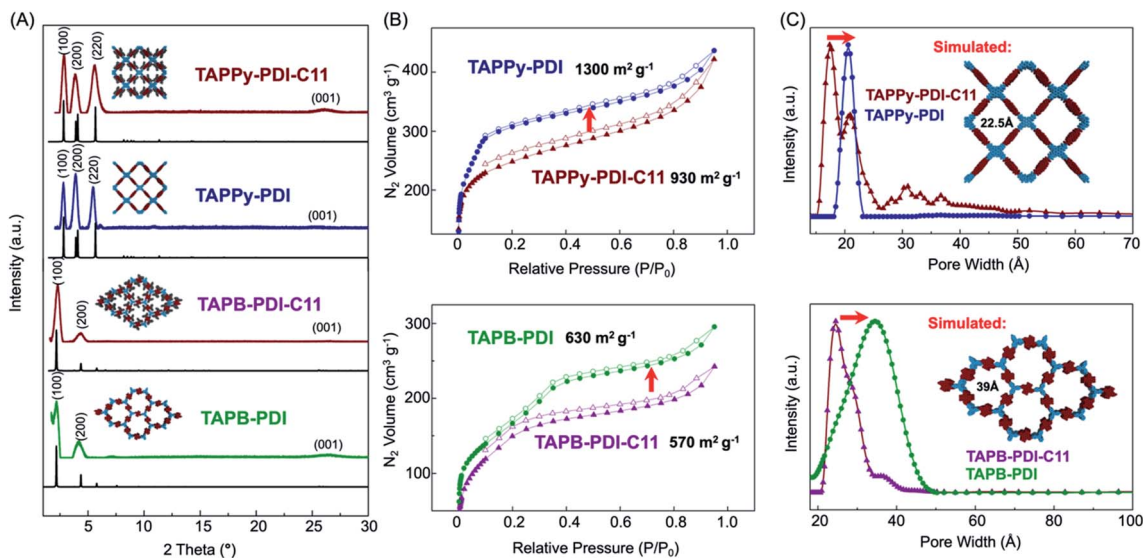 (A)
(100)
(200)
(220)
TAPPy-PDI-C11
(001)
(100)
(200)
(220)
TAPPy-PDI
(001)
(100)
(200)
TAPB-PDI-C11
(001)
(100)
(200)
TAPB-PDI
(001)
Intensity (a.u.)
5 10 15 20 25 30
2 Theta (°)
(B)
400
300
200
N₂ Volume (cm³ g⁻¹)
TAPPy-PDI 1300 m² g⁻¹
TAPPy-PDI-C11 930 m² g⁻¹
0 0.2 0.4 0.6 0.8 1.0
Relative Pressure (P/P₀)
300
200
100
N₂ Volume (cm³ g⁻¹)
TAPB-PDI 630 m² g⁻¹
TAPB-PDI-C11 570 m² g⁻¹
0 0.2 0.4 0.6 0.8 1.0
Relative Pressure (P/P₀)
(C)
Intensity (a.u.)
Simulated:
TAPPy-PDI-C11
TAPPy-PDI
22.5Å
20 30 40 50 60 70
Pore Width (Å)
Intensity (a.u.)
Simulated:
39Å
TAPB-PDI-C11
TAPB-PDI
20 40 60 80 100
Pore Width (Å)